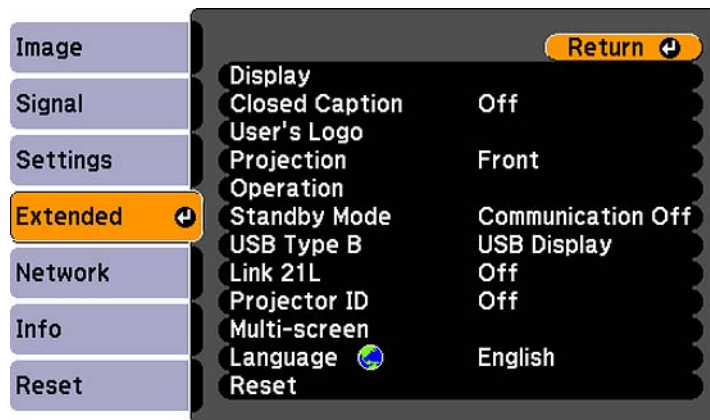 Image
Signal
Settings
Extended
Network
Info
Reset
Return
Display
Closed Caption Off
User's Logo
Projection Front
Operation
Standby Mode Communication Off
USB Type B USB Display
Link 21L Off
Projector ID Off
Multi-screen
Language English
Reset